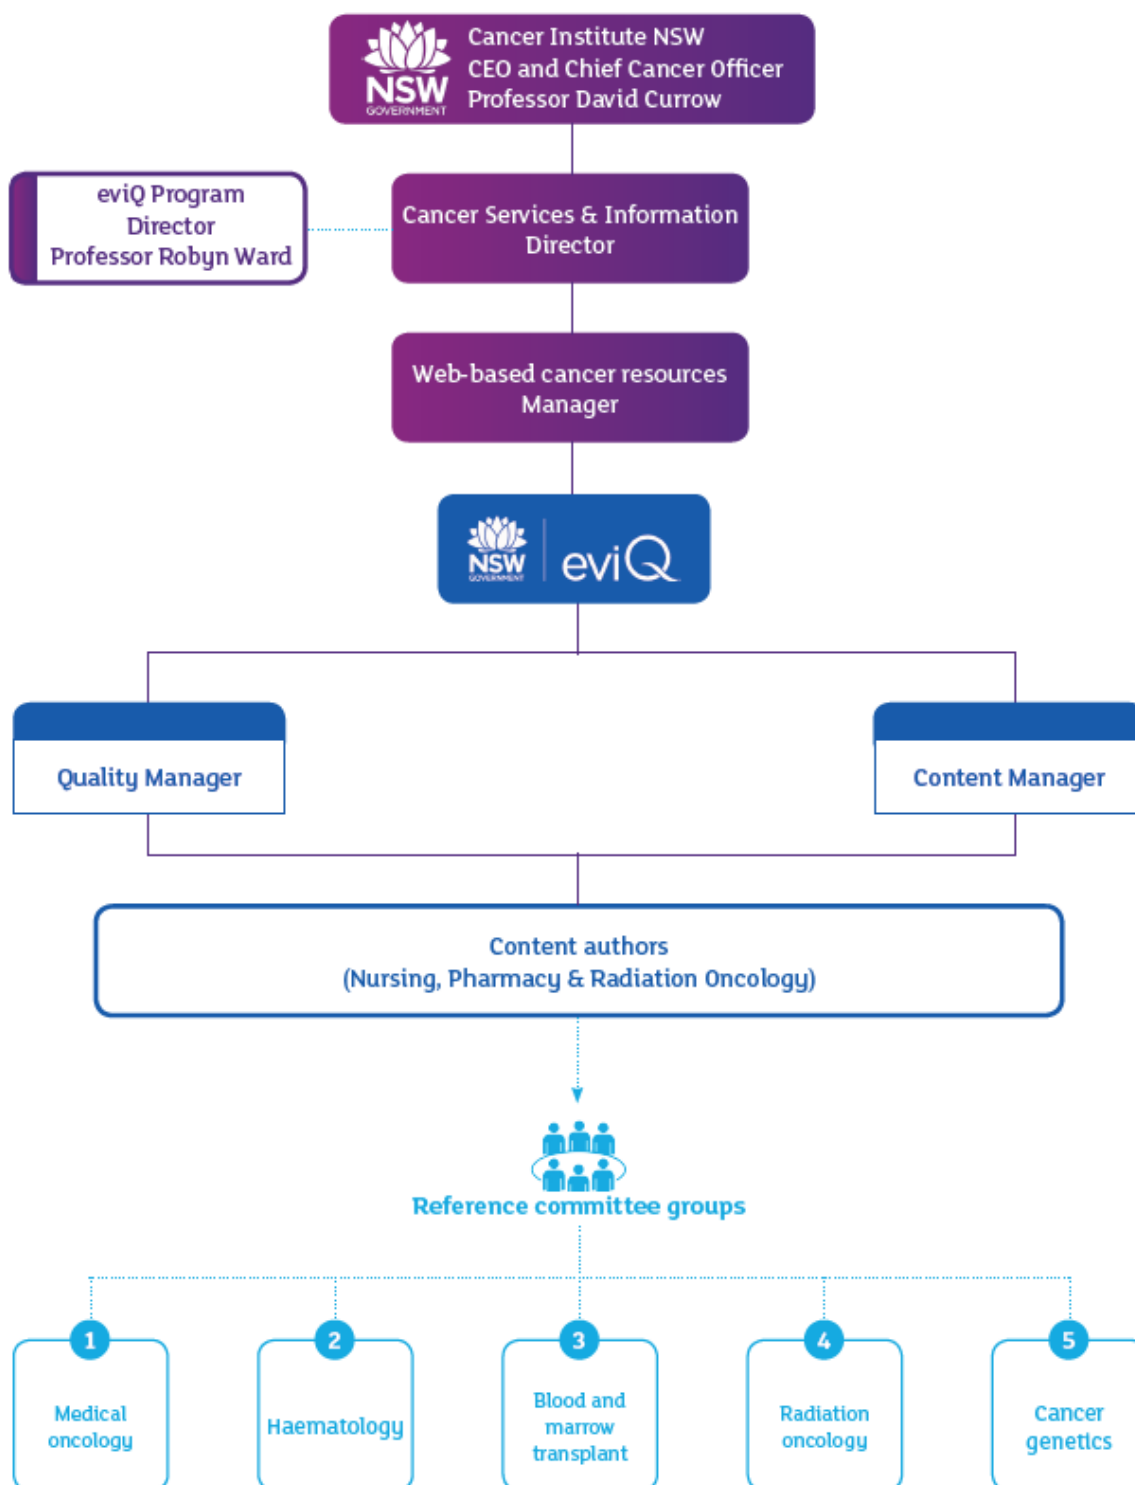 Cancer Institute NSW
CEO and Chief Cancer Officer
Professor David Currow
NSW
GOVERNMENT
eviQ Program
Director
Professor Robyn Ward
Cancer Services & Information
Director
Web-based cancer resources
Manager
NSW
GOVERNMENT
eviQ
Quality Manager
Content Manager
Content authors
(Nursing, Pharmacy & Radiation Oncology)
Reference committee groups
1
Medical
oncology
2
Haematology
3
Blood and
marrow
transplant
4
Radiation
oncology
5
Cancer
genetics